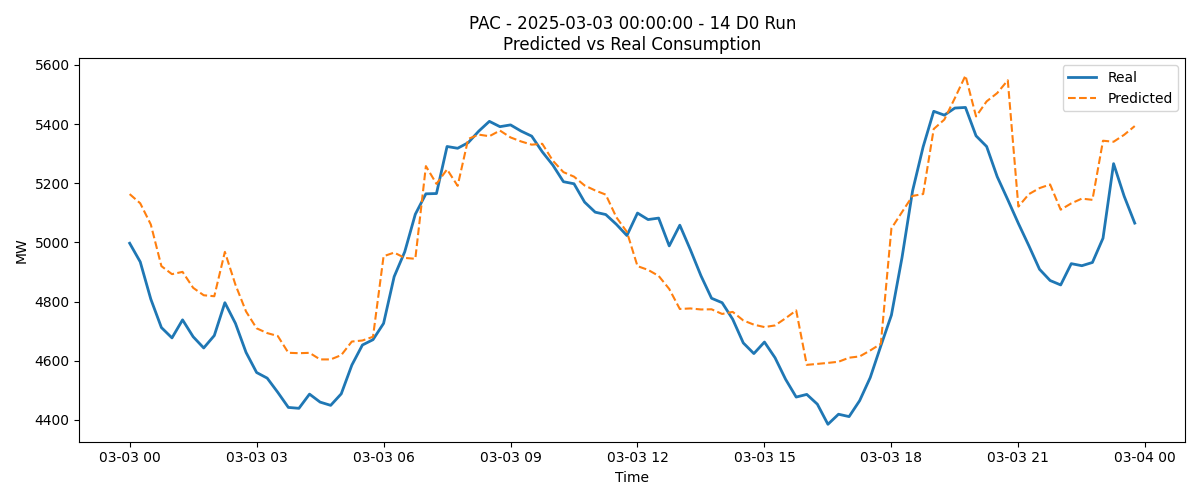 PAC - 2025-03-03 00:00:00 - 14 D0 Run
Predicted vs Real Consumption
5600
5400
5200
5000
4800
4600
4400
MW
Real
Predicted
03-03 00
03-03 03
03-03 06
03-03 09
03-03 12
03-03 15
03-03 18
03-03 21
03-04 00
Time